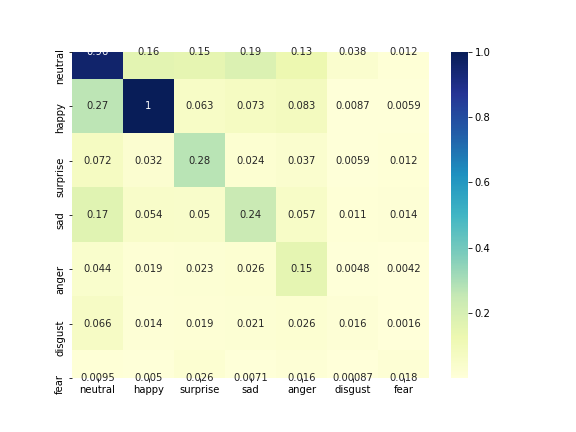 neutral 0.96 0.16 0.15 0.19 0.13 0.038 0.012
happy 0.27 1 0.063 0.073 0.083 0.0087 0.0059
surprise 0.072 0.032 0.28 0.024 0.037 0.0059 0.012
sad 0.17 0.054 0.05 0.24 0.057 0.011 0.014
anger 0.044 0.019 0.023 0.026 0.15 0.0048 0.0042
disgust 0.066 0.014 0.019 0.021 0.026 0.016 0.0016
fear 0.0095 0.005 0.026 0.0071 0.016 0.00087 0.018
neutral happy surprise sad anger disgust fear
1.0
0.8
0.6
0.4
0.2